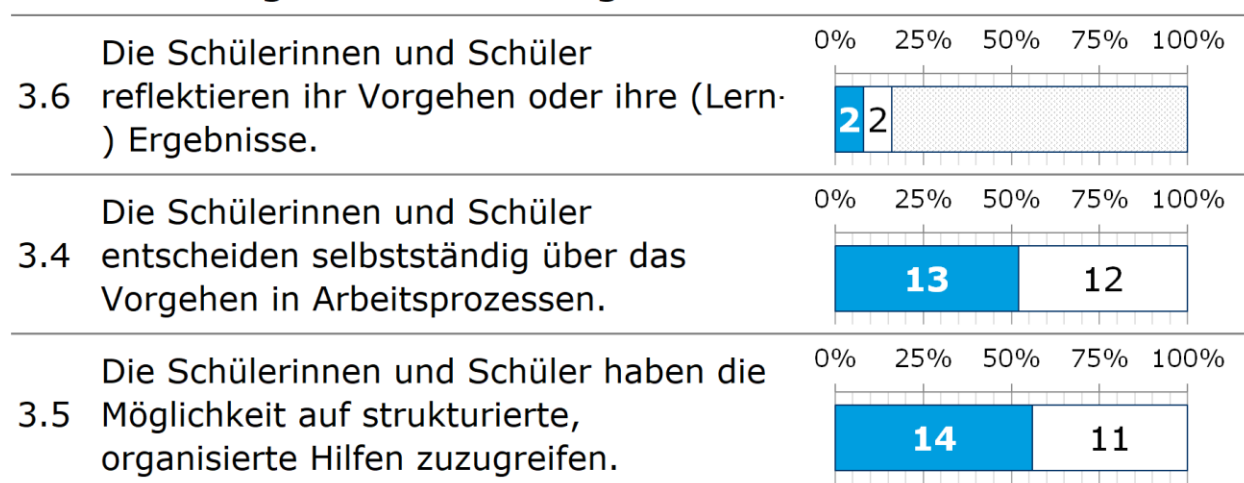 0% 25% 50% 75% 100%
Die Schülerinnen und Schüler
3.6 reflektieren ihr Vorgehen oder ihre (Lern-
) Ergebnisse.
2 2
0% 25% 50% 75% 100%
Die Schülerinnen und Schüler
3.4 entscheiden selbstständig über das
Vorgehen in Arbeitsprozessen.
13 12
0% 25% 50% 75% 100%
Die Schülerinnen und Schüler haben die
3.5 Möglichkeit auf strukturierte,
organisierte Hilfen zuzugreifen.
14 11